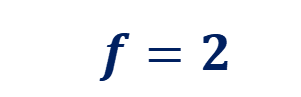 f = 2